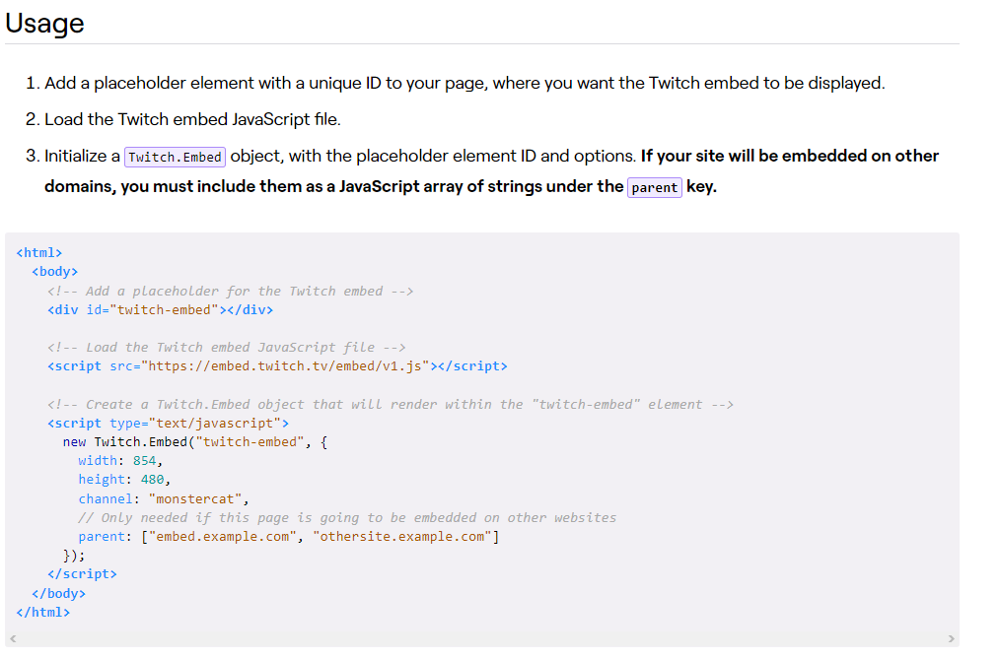 Usage
1. Add a placeholder element with a unique ID to your page, where you want the Twitch embed to be displayed.
2. Load the Twitch embed JavaScript file.
3. Initialize a Twitch.Embed object, with the placeholder element ID and options. If your site will be embedded on other
domains, you must include them as a JavaScript array of strings under the parent key.
<html>
  <body>
    <!-- Add a placeholder for the Twitch embed -->
    <div id="twitch-embed"></div>

    <!-- Load the Twitch embed JavaScript file -->
    <script src="https://embed.twitch.tv/embed/v1.js"></script>

    <!-- Create a Twitch.Embed object that will render within the "twitch-embed" element -->
    <script type="text/javascript">
      new Twitch.Embed("twitch-embed", {
        width: 854,
        height: 480,
        channel: "monstercat",
        // Only needed if this page is going to be embedded on other websites
        parent: ["embed.example.com", "othersite.example.com"]
      });
    </script>
  </body>
</html>